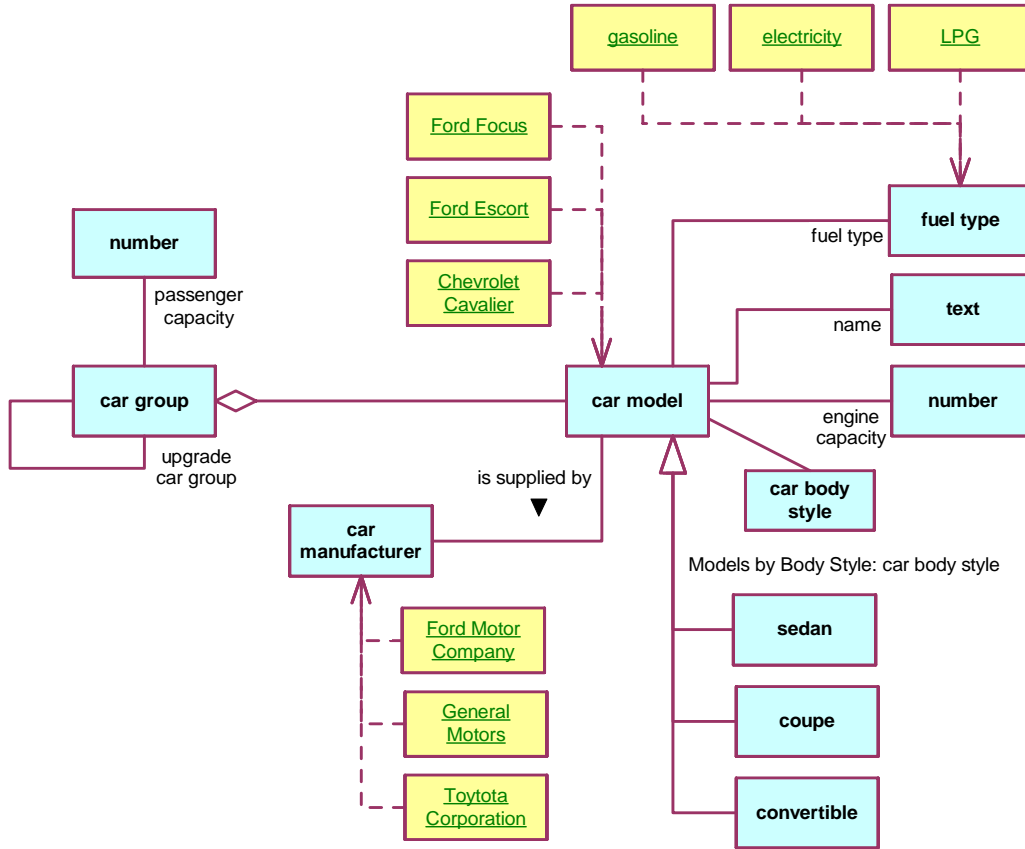 gasoline
electricity
LPG
Ford Focus
Ford Escort
Chevrolet
Cavalier
number
passenger
capacity
fuel type
fuel type
text
name
car group
upgrade
car group
car model
number
engine
capacity
is supplied by
▼
car body
style
car
manufacturer
Models by Body Style: car body style
Ford Motor
Company
General
Motors
Toytota
Corporation
sedan
coupe
convertible